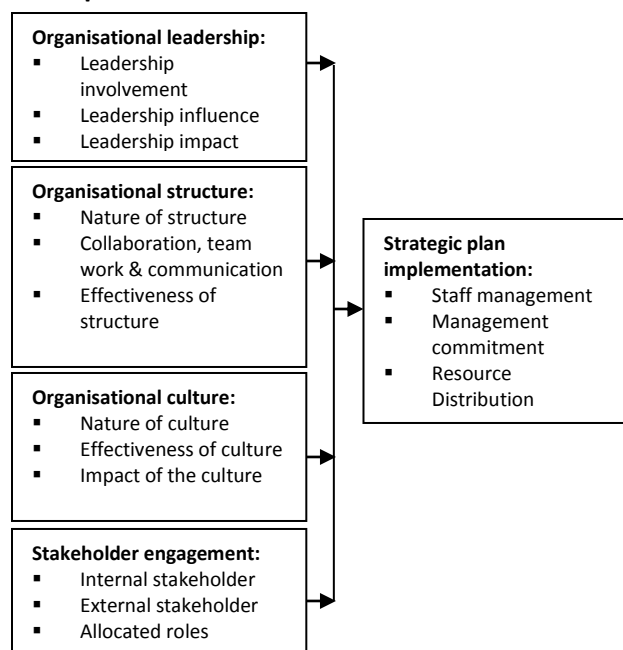 Organisational leadership:
▪ Leadership
involvement
▪ Leadership influence
▪ Leadership impact
Organisational structure:
▪ Nature of structure
▪ Collaboration, team
work & communication
▪ Effectiveness of
structure
Organisational culture:
▪ Nature of culture
▪ Effectiveness of culture
▪ Impact of the culture
Stakeholder engagement:
▪ Internal stakeholder
▪ External stakeholder
▪ Allocated roles
Strategic plan
implementation:
▪ Staff management
▪ Management
commitment
▪ Resource
Distribution